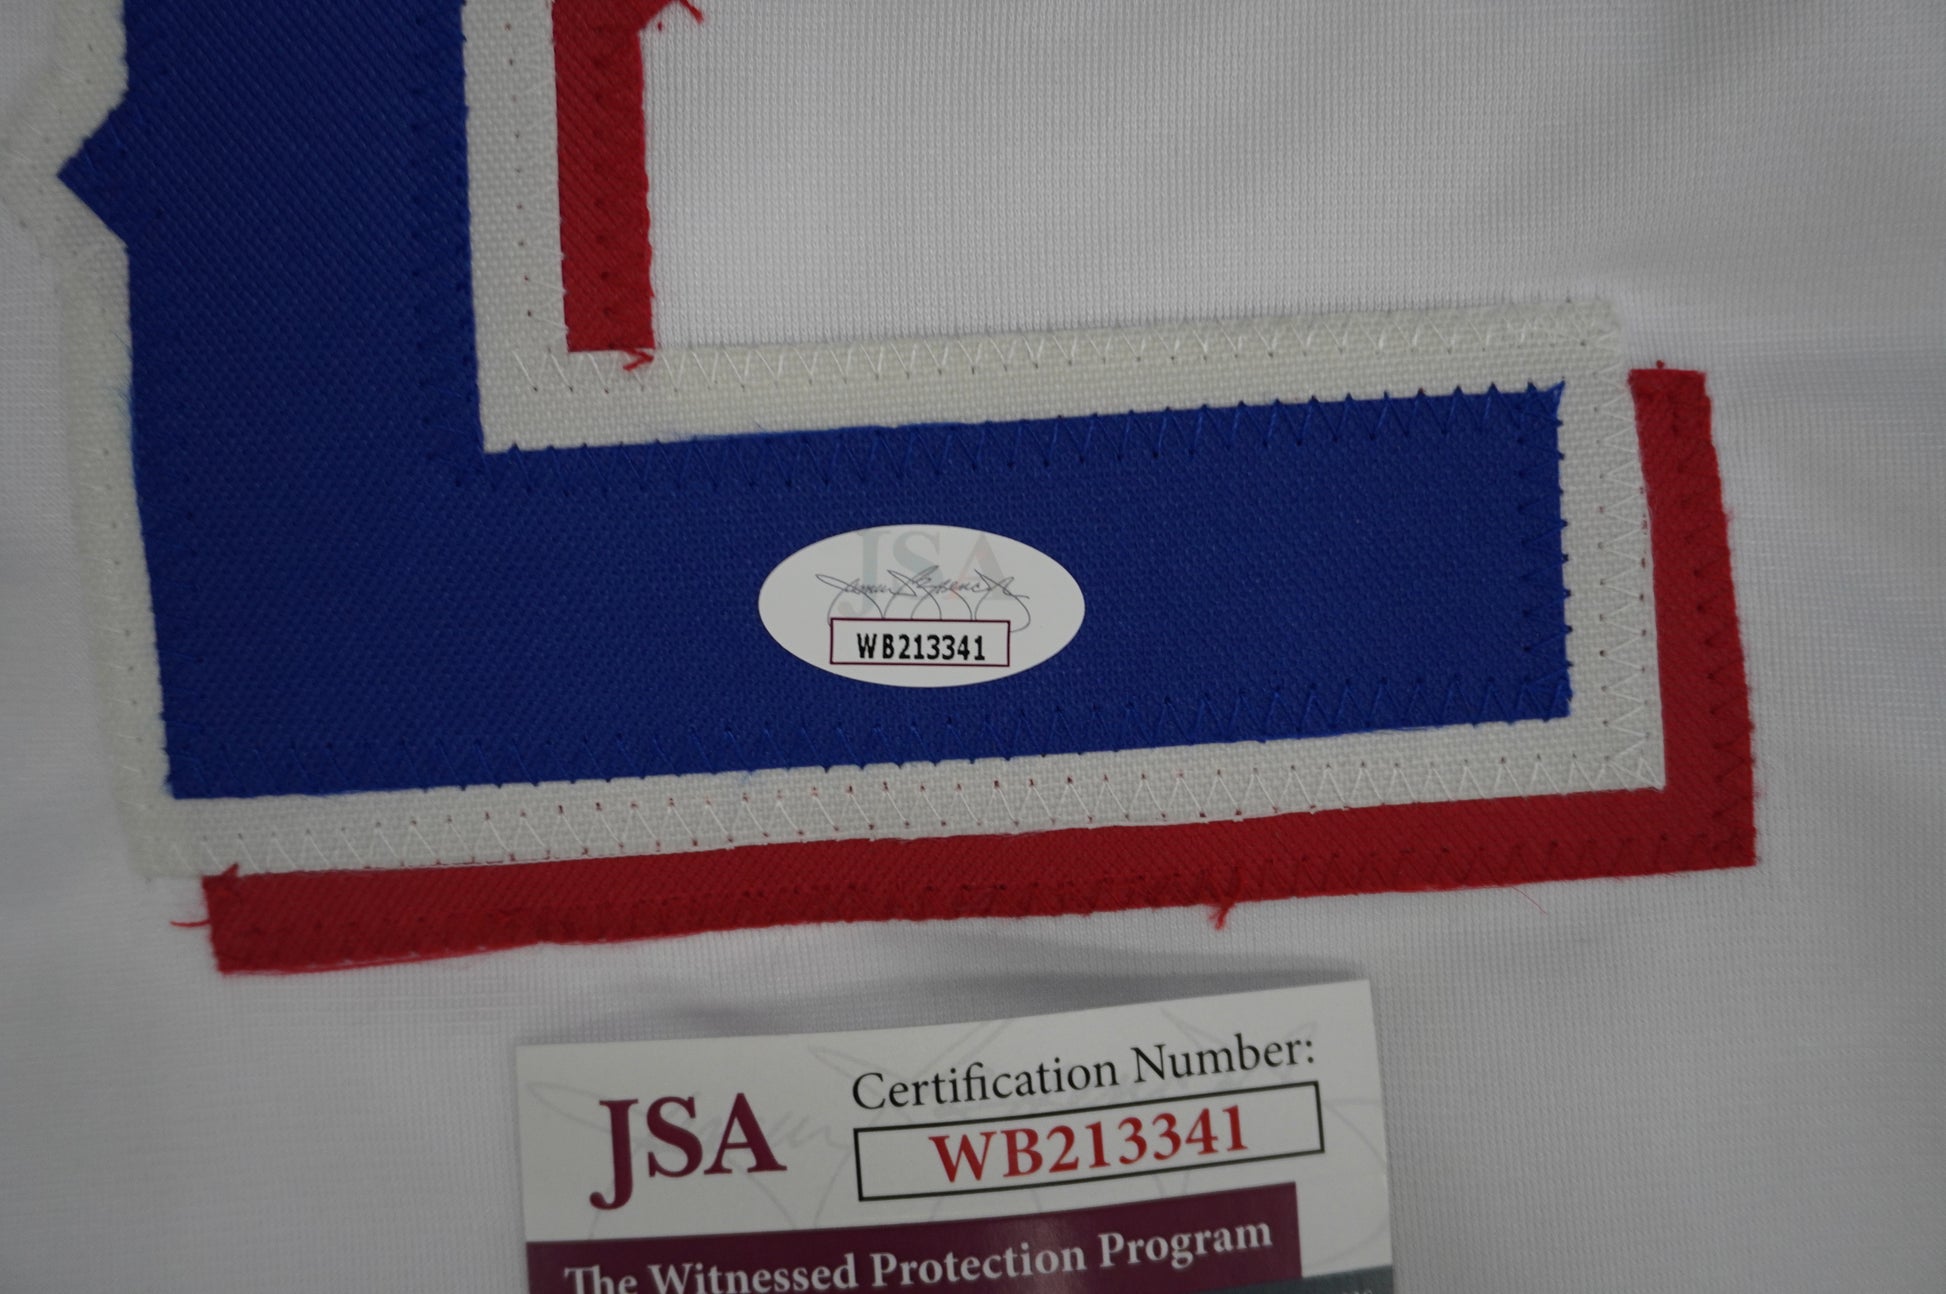 JSA
WB213341
JSA
Certification Number:
WB213341
The Witnessed Protection Program